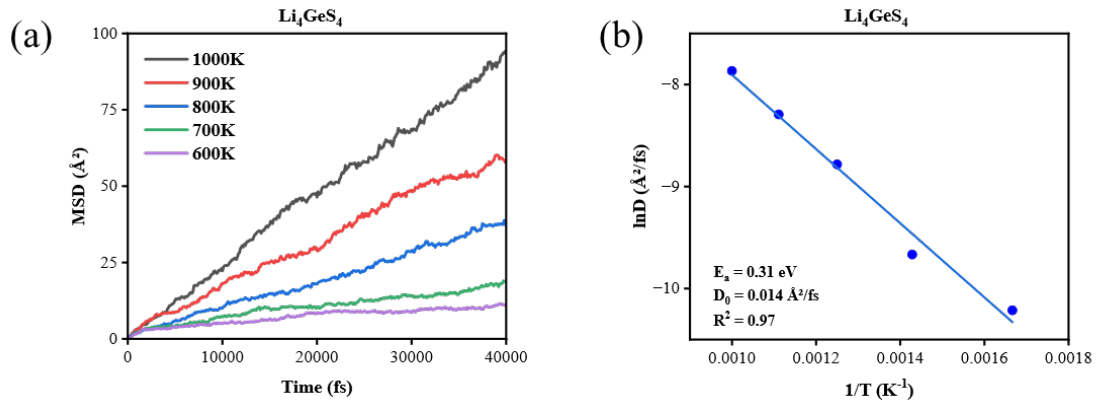 (a)
Li₄GeS₄
100
75
50
25
0
MSD (Å²)
1000K
900K
800K
700K
600K
0 10000 20000 30000 40000
Time (fs)
(b)
Li₄GeS₄
−8
−9
−10
lnD (Å²/fs)
Eₐ = 0.31 eV
D₀ = 0.014 Å²/fs
R² = 0.97
0.0010 0.0012 0.0014 0.0016 0.0018
1/T (K⁻¹)